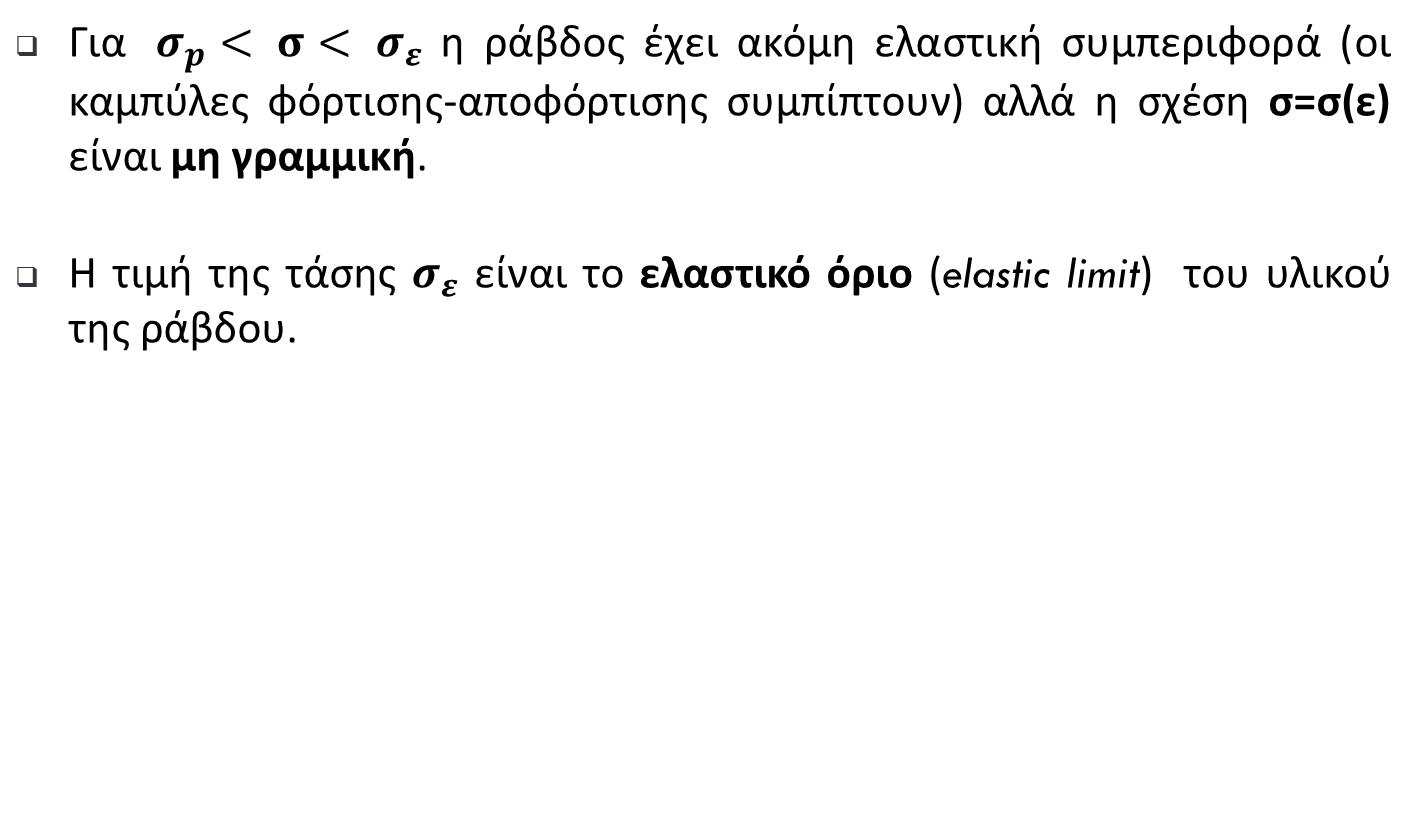 ❑ Για σ_p < σ < σ_ε η ράβδος έχει ακόμη ελαστική συμπεριφορά (οι
καμπύλες φόρτισης-αποφόρτισης συμπίπτουν) αλλά η σχέση σ=σ(ε)
είναι μη γραμμική.
❑ Η τιμή της τάσης σ_ε είναι το ελαστικό όριο (elastic limit) του υλικού
της ράβδου.